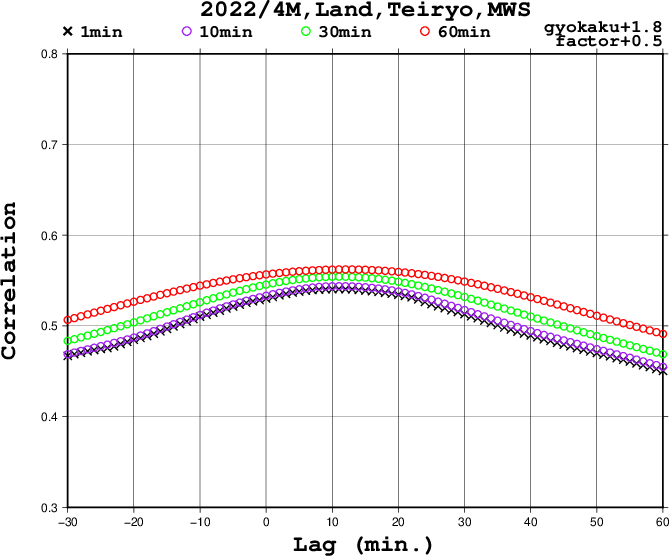 2022/4M,Land,Teiryo,MWS
1min 10min 30min 60min
gyokaku+1.8
factor+0.5
Correlation
0.8
0.7
0.6
0.5
0.4
0.3
−30 −20 −10 0 10 20 30 40 50 60
Lag (min.)